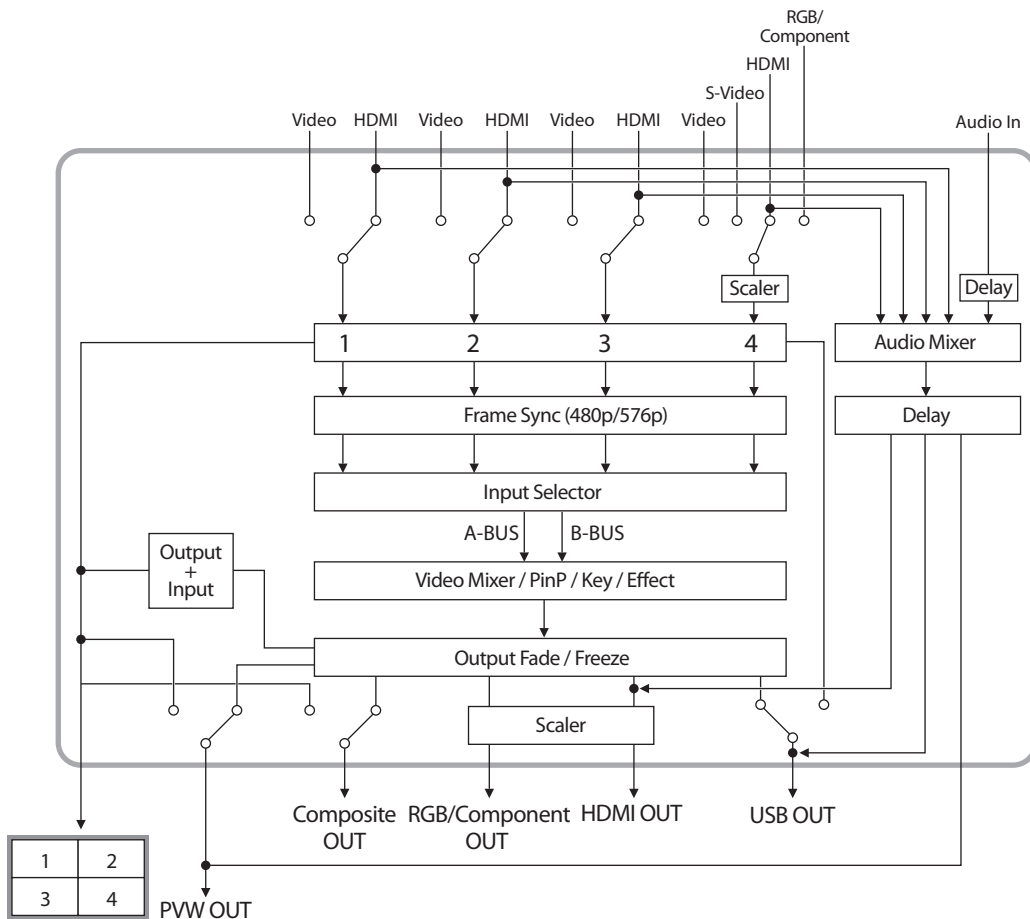 RGB/
Component
HDMI
S-Video
Video HDMI Video HDMI Video HDMI Video
Audio In
Scaler
Delay
1 2 3 4
Audio Mixer
Frame Sync (480p/576p)
Delay
Input Selector
A-BUS B-BUS
Output
+
Input
Video Mixer / PinP / Key / Effect
Output Fade / Freeze
Scaler
Composite
OUT
RGB/Component
OUT
HDMI OUT
USB OUT
1 2
3 4
PVW OUT